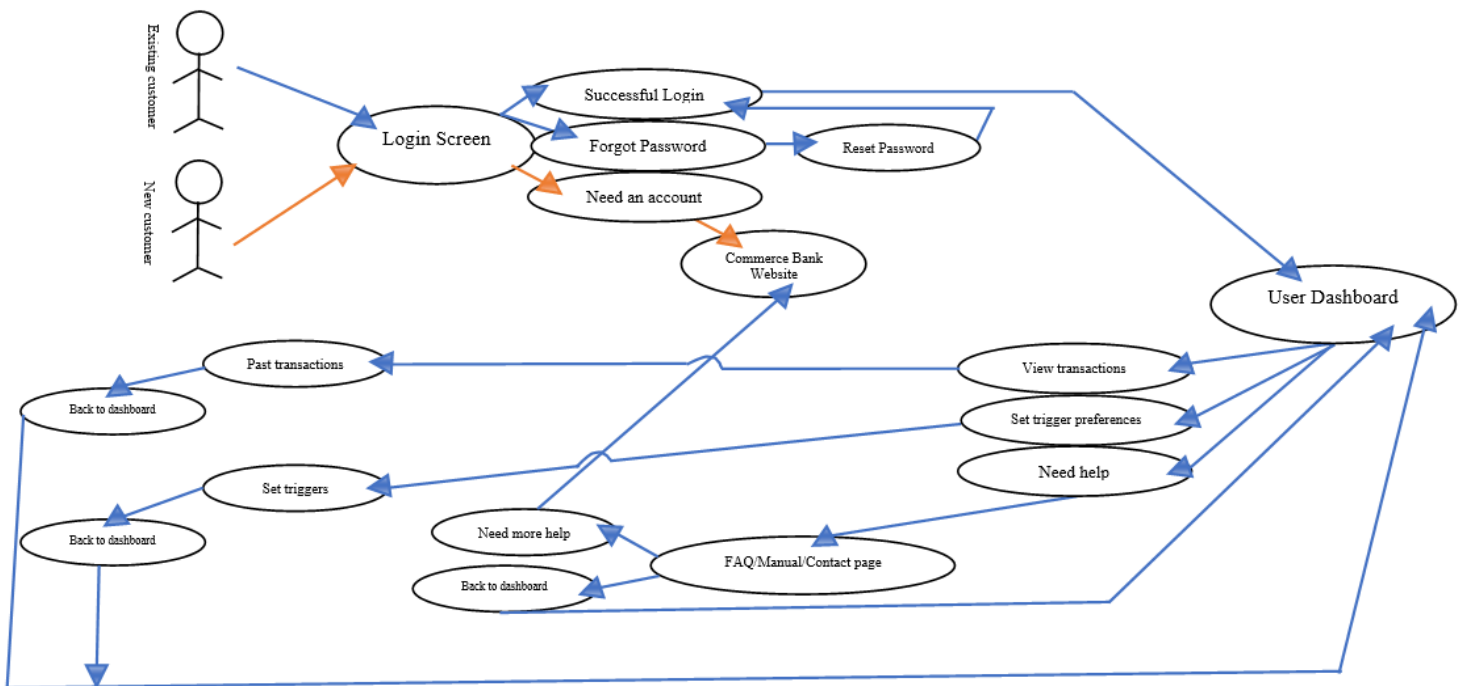 Existing customer
New customer
Login Screen
Successful Login
Forgot Password
Reset Password
Need an account
Commerce Bank
Website
User Dashboard
Past transactions
View transactions
Back to dashboard
Set trigger preferences
Need help
Set triggers
Back to dashboard
Need more help
FAQ/Manual/Contact page
Back to dashboard